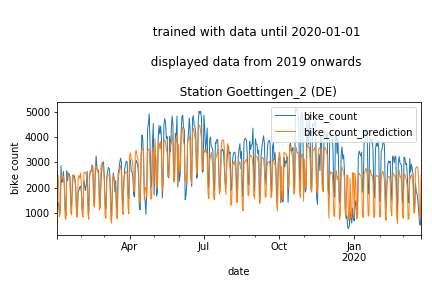 trained with data until 2020-01-01
displayed data from 2019 onwards
Station Goettingen_2 (DE)
bike_count
bike_count_prediction
5000
4000
3000
2000
1000
bike count
Apr
Jul
Oct
Jan
2020
date